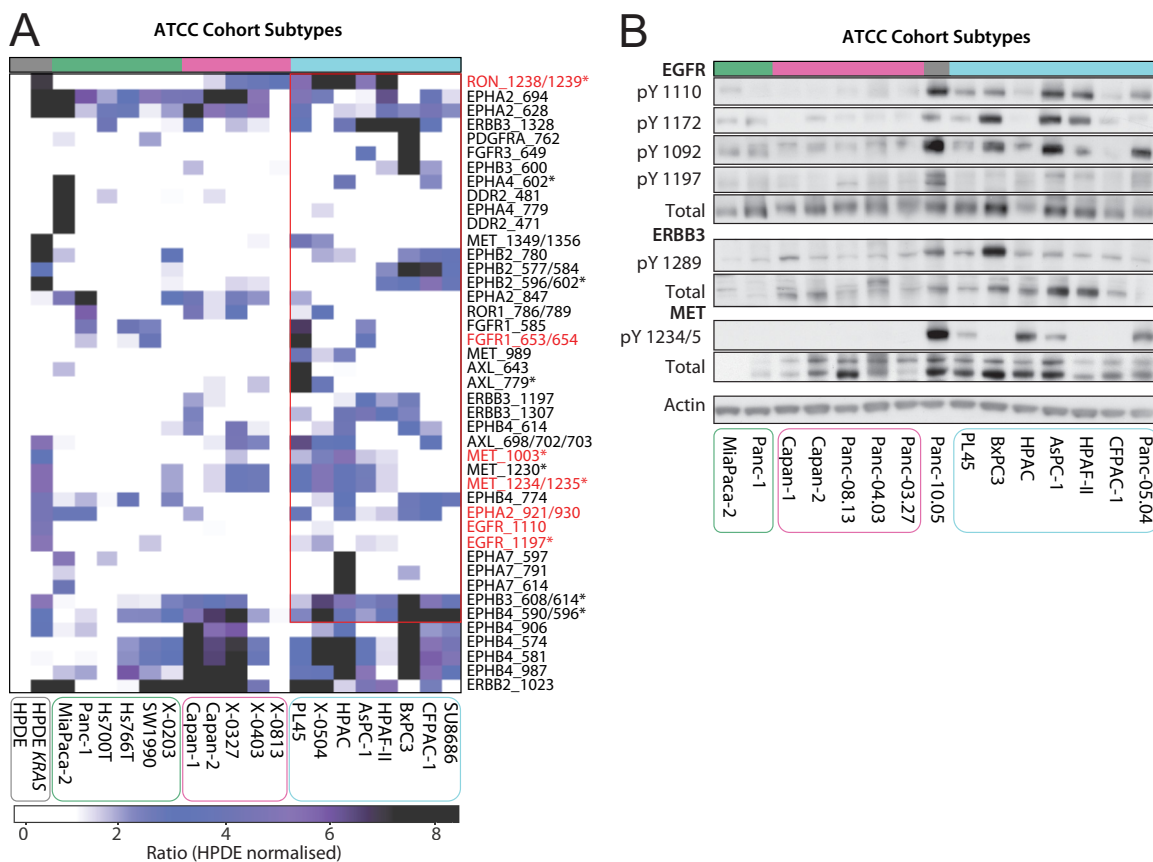 A
ATCC Cohort Subtypes
RON_1238/1239*
EPHA2_694
EPHA2_628
ERBB3_1328
PDGFRA_762
FGFR3_649
EPHB3_600
EPHA4_602*
DDR2_481
EPHA4_779
DDR2_471
MET_1349/1356
EPHB2_780
EPHB2_577/584
EPHB2_596/602*
EPHA2_847
ROR1_786/789
FGFR1_585
FGFR1_653/654
MET_989
AXL_643
AXL_779*
ERBB3_1197
ERBB3_1307
EPHB4_614
AXL_698/702/703
MET_1003*
MET_1230*
MET_1234/1235*
EPHB4_774
EPHA2_921/930
EGFR_1110
EGFR_1197*
EPHA7_597
EPHA7_791
EPHA7_614
EPHB3_608/614*
EPHB4_590/596*
EPHB4_906
EPHB4_574
EPHB4_581
EPHB4_987
ERBB2_1023
HPDE
HPDE KRAS
MiaPaca-2
Panc-1
Hs700T
Hs766T
SW1990
X-0203
Capan-1
Capan-2
X-0327
X-0403
X-0813
PL45
X-0504
HPAC
AsPC-1
HPAF-II
BxPC3
CFPAC-1
SU8686
0 2 4 6 8
Ratio (HPDE normalised)
B
ATCC Cohort Subtypes
EGFR
pY 1110
pY 1172
pY 1092
pY 1197
Total
ERBB3
pY 1289
Total
MET
pY 1234/5
Total
Actin
MiaPaca-2
Panc-1
Capan-1
Capan-2
Panc-08.13
Panc-04.03
Panc-03.27
Panc-10.05
PL45
BxPC3
HPAC
AsPC-1
HPAF-II
CFPAC-1
Panc-05.04